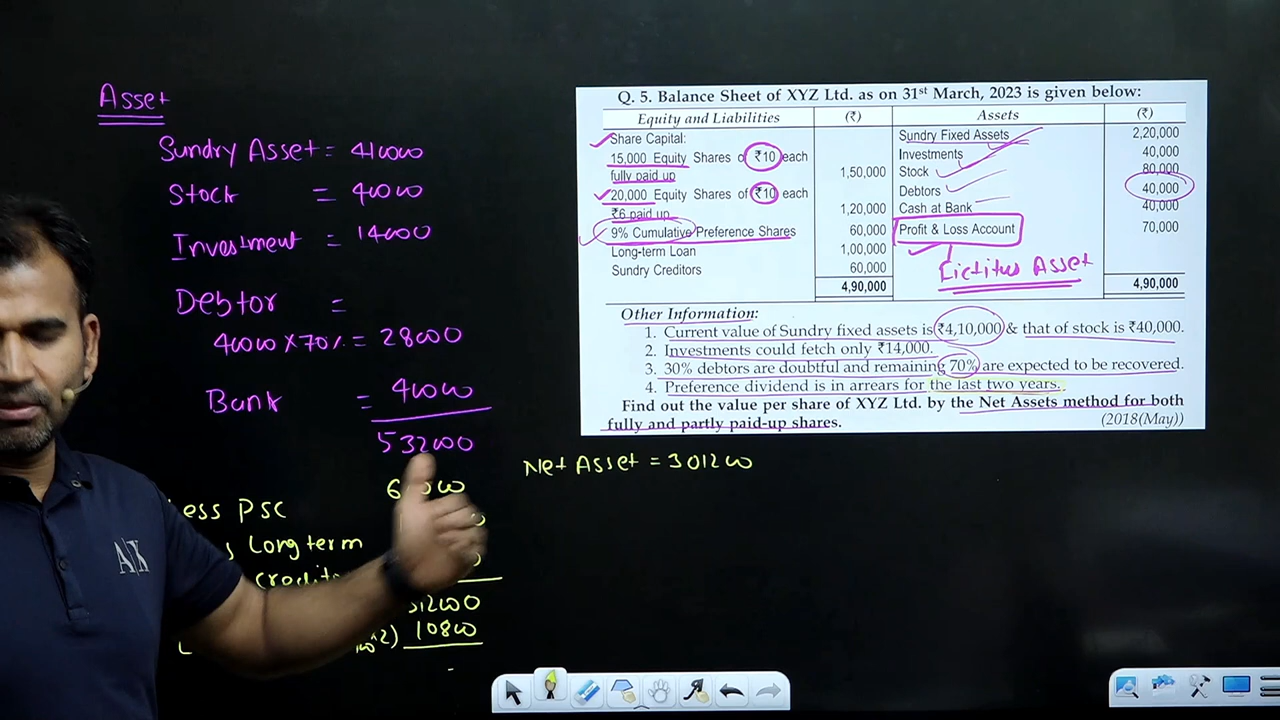 Asset
Sundry Asset = 410000
Stock = 40000
Investment = 14000
Debtor =
40000 x 70% = 28000
Bank = 40000
532000
ess PSC
Long term
312000
10800
Net Asset = 301200
A|K
Q. 5. Balance Sheet of XYZ Ltd. as on 31st March, 2023 is given below:
Equity and Liabilities (₹) Assets (₹)
Share Capital: Sundry Fixed Assets 2,20,000
15,000 Equity Shares of ₹10 each Investments 40,000
fully paid up 1,50,000 Stock 80,000
20,000 Equity Shares of ₹10 each Debtors 40,000
₹6 paid up 1,20,000 Cash at Bank 40,000
9% Cumulative Preference Shares 60,000 Profit & Loss Account 70,000
Long-term Loan 1,00,000
Sundry Creditors 60,000
4,90,000 4,90,000
Fictitus Asset
Other Information:
1. Current value of Sundry fixed assets is ₹4,10,000 & that of stock is ₹40,000.
2. Investments could fetch only ₹14,000.
3. 30% debtors are doubtful and remaining 70% are expected to be recovered.
4. Preference dividend is in arrears for the last two years.
Find out the value per share of XYZ Ltd. by the Net Assets method for both
fully and partly paid-up shares. (2018(May))